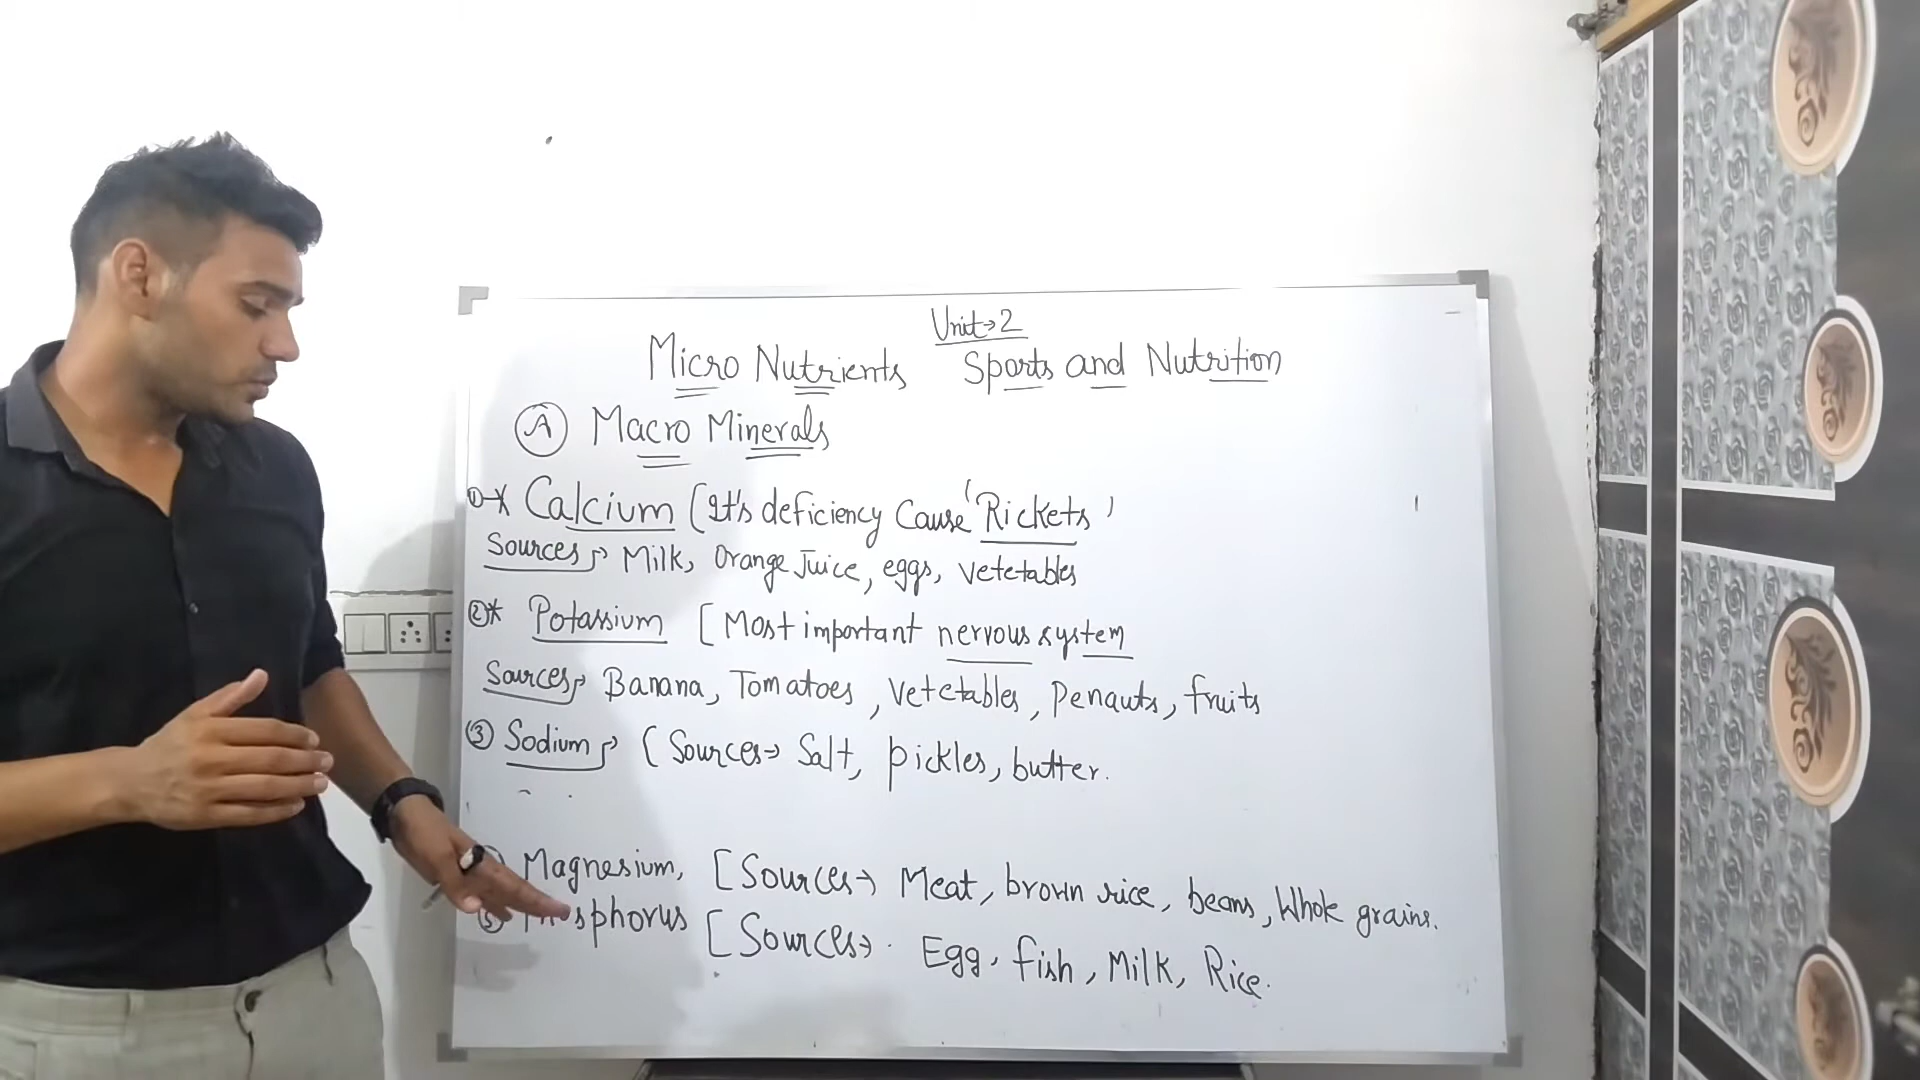 Unit→2
Micro Nutrients Sports and Nutrition
Ⓐ Macro Minerals
①→* Calcium [It's deficiency Cause 'Rickets'
Sources → Milk, Orange Juice, eggs, Vetetables
②* Potassium [Most important nervous system
Sources → Banana, Tomatoes, Vetetables, Penauts, fruits
③ Sodium → (Sources → Salt, pickles, butter.
Magnesium, [Sources → Meat, brown rice, beans, Whole grains.
⑤ Phosphorus [Sources → Egg, fish, Milk, Rice.